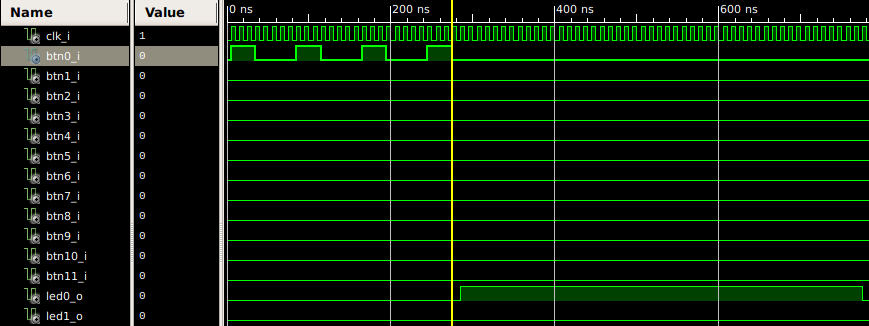 Name Value 0 ns 200 ns 400 ns 600 ns
clk_i 1
btn0_i 0
btn1_i 0
btn2_i 0
btn3_i 0
btn4_i 0
btn5_i 0
btn6_i 0
btn7_i 0
btn8_i 0
btn9_i 0
btn10_i 0
btn11_i 0
led0_o 0
led1_o 0